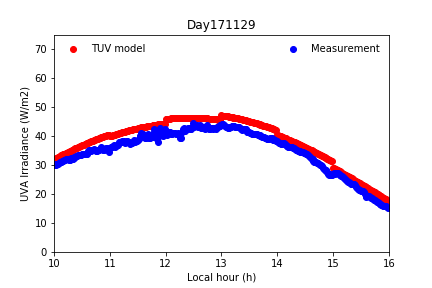 Day171129
70
60
50
40
30
20
10
0
UVA Irradiance (W/m2)
TUV model
Measurement
10 11 12 13 14 15 16
Local hour (h)